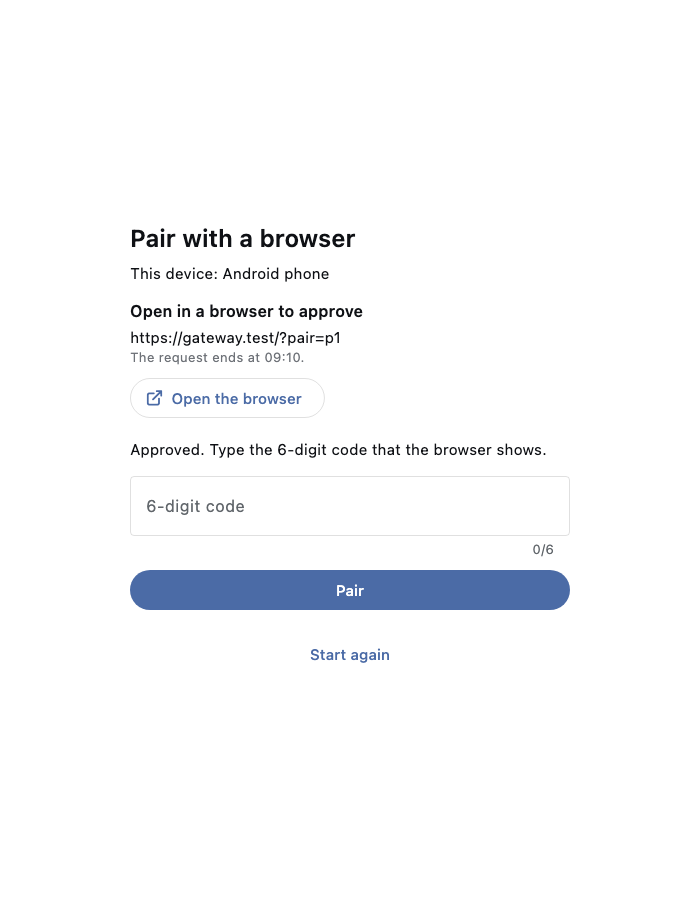 Pair with a browser
This device: Android phone
Open in a browser to approve
https://gateway.test/?pair=p1
The request ends at 09:10.
Open the browser
Approved. Type the 6-digit code that the browser shows.
6-digit code
0/6
Pair
Start again